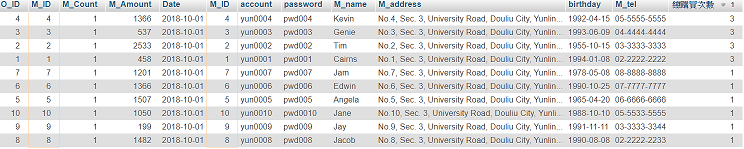 O_ID M_ID M_Count M_Amount Date M_ID account password M_Name M_address birthday M_tel 總購買次數 1
4 4 1 1366 2018-10-01 4 yun0004 pwd004 Kevin No.4, Sec. 3, University Road, Douliu City, Yunlin... 1992-04-15 05-5555-5555 3
3 3 1 537 2018-10-01 3 yun0003 pwd003 Genie No.3, Sec. 3, University Road, Douliu City, Yunlin... 1993-06-09 04-4444-4444 3
2 2 1 2533 2018-10-01 2 yun0002 pwd002 Tim No.2, Sec. 3, University Road, Douliu City, Yunlin... 1955-10-15 03-3333-3333 3
1 1 1 458 2018-10-01 1 yun0001 pwd001 Cairns No.1, Sec. 3, University Road, Douliu City, Yunlin... 1994-01-08 02-2222-2222 3
7 7 1 1201 2018-10-01 7 yun0007 pwd007 Jam No.7, Sec. 3, University Road, Douliu City, Yunlin... 1978-05-08 08-8888-8888 1
6 6 1 1366 2018-10-01 6 yun0006 pwd006 Edwin No.6, Sec. 3, University Road, Douliu City, Yunlin... 1990-10-25 07-7777-7777 1
5 5 1 1507 2018-10-01 5 yun0005 pwd005 Angela No.5, Sec. 3, University Road, Douliu City, Yunlin... 1965-04-20 06-6666-6666 1
10 10 1 1050 2018-10-01 10 yun0010 pwd0010 Jane No.10, Sec. 3, University Road, Douliu City, Yunli... 1988-10-10 05-5533-5555 1
9 9 1 199 2018-10-01 9 yun0009 pwd009 Jay No.9, Sec. 3, University Road, Douliu City, Yunlin... 1991-11-11 03-3333-3344 1
8 8 1 1482 2018-10-01 8 yun0008 pwd008 Jacob No.8, Sec. 3, University Road, Douliu City, Yunlin... 1990-08-08 02-2222-2233 1